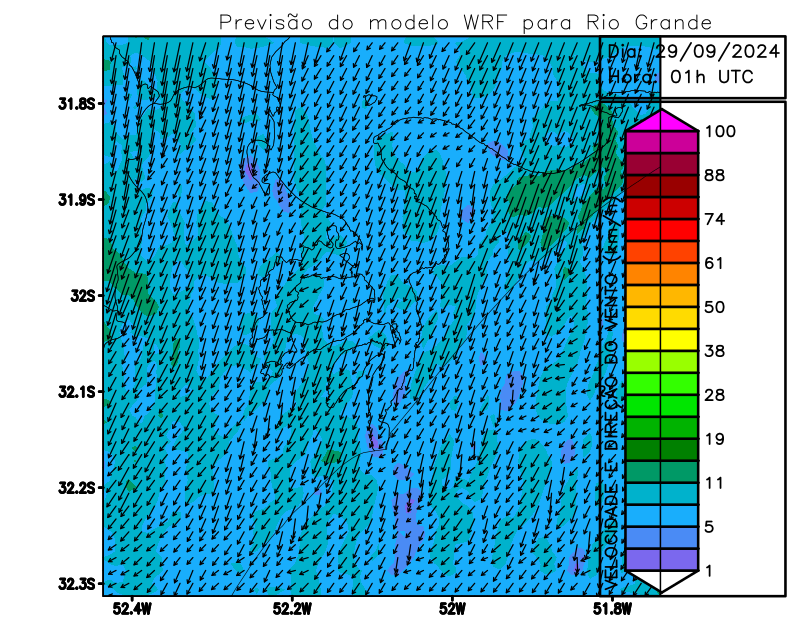 Previsão do modelo WRF para Rio Grande
Dia: 29/09/2024
Hora: 01h UTC
31.8S
31.9S
32S
32.1S
32.2S
32.3S
52.4W
52.2W
52W
51.8W
VELOCIDADE E DIREÇÃO DO VENTO (km/h)
100
88
74
61
50
38
28
19
11
5
1